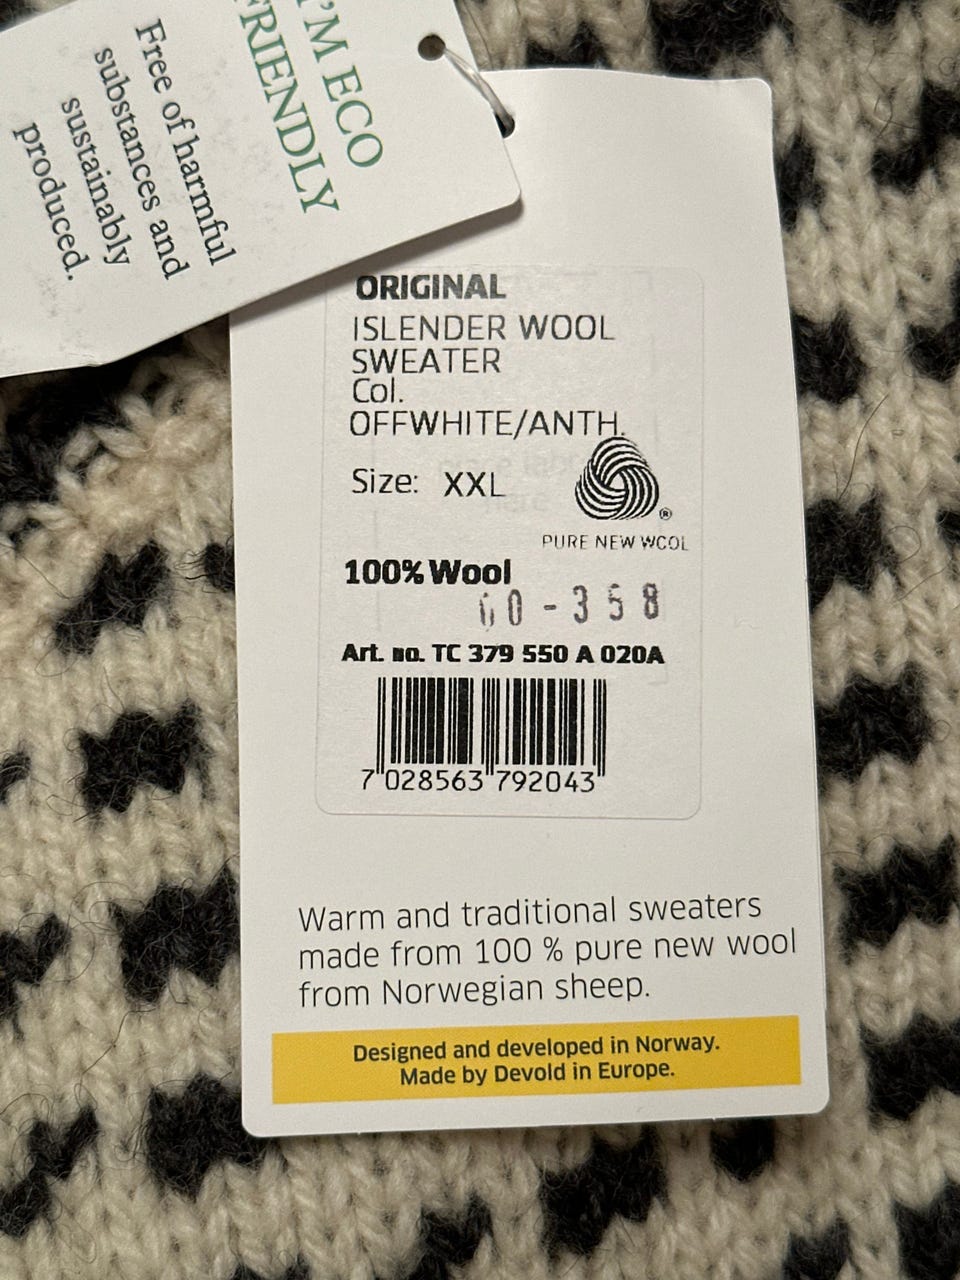 I'M ECO
FRIENDLY
Free of harmful
substances and
sustainably
produced.
ORIGINAL
ISLENDER WOOL
SWEATER
Col.
OFFWHITE/ANTH.
Size: XXL
®
PURE NEW WOOL
100% Wool
60-358
Art. no. TC 379 550 A 020A
7 028563 792043
Warm and traditional sweaters
made from 100 % pure new wool
from Norwegian sheep.
Designed and developed in Norway.
Made by Devold in Europe.